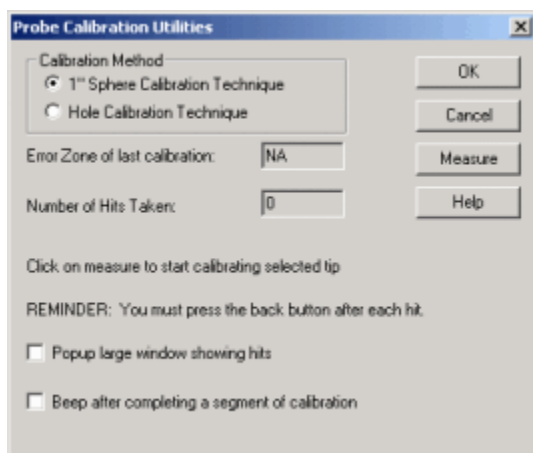 Probe Calibration Utilities
Calibration Method
1" Sphere Calibration Technique
Hole Calibration Technique
OK
Cancel
Error Zone of last calibration: NA
Measure
Number of Hits Taken: 0
Help
Click on measure to start calibrating selected tip
REMINDER: You must press the back button after each hit.
Popup large window showing hits
Beep after completing a segment of calibration